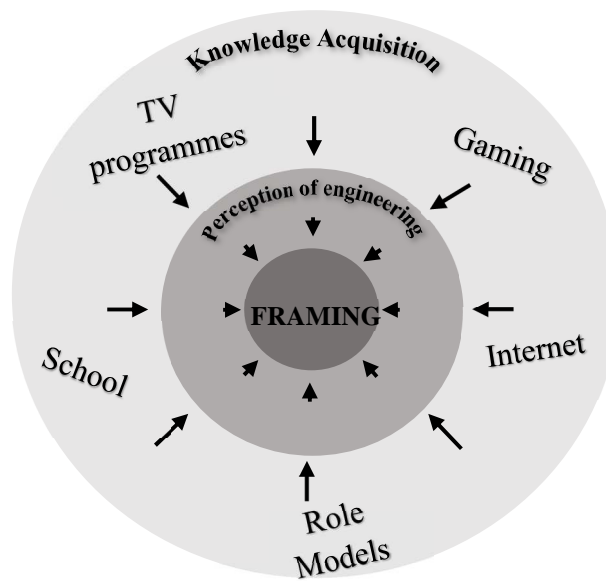 Knowledge Acquisition
TV
programmes
Gaming
Perception of engineering
FRAMING
School
Internet
Role
Models